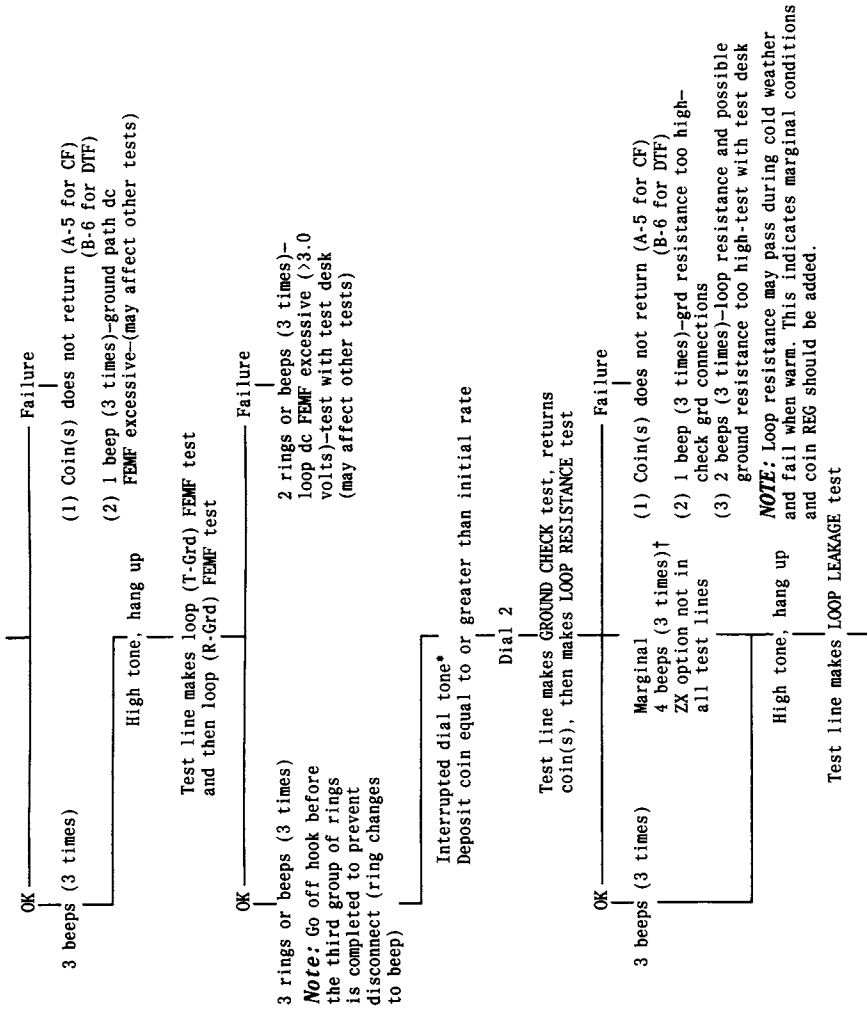 OK
3 beeps (3 times)
Failure
(1) Coin(s) does not return (A-5 for CF)
(B-6 for DTF)
(2) 1 beep (3 times)-ground path dc
FEMF excessive-(may affect other tests)
High tone, hang up
Test line makes loop (T-Grd) FEMF test
and then loop (R-Grd) FEMF test
OK
3 rings or beeps (3 times)
Note: Go off hook before
the third group of rings
is completed to prevent
disconnect (ring changes
to beep)
Failure
2 rings or beeps (3 times)-
loop dc FEMF excessive (>3.0
volts)-test with test desk
(may affect other tests)
Interrupted dial tone*
Deposit coin equal to or greater than initial rate
Dial 2
Test line makes GROUND CHECK test, returns
coin(s), then makes LOOP RESISTANCE test
OK
3 beeps (3 times)
Marginal
4 beeps (3 times)†
ZX option not in
all test lines
Failure
(1) Coin(s) does not return (A-5 for CF)
(B-6 for DTF)
(2) 1 beep (3 times)-grd resistance too high-
check grd connections
(3) 2 beeps (3 times)-loop resistance and possible
ground resistance too high-test with test desk
NOTE: Loop resistance may pass during cold weather
and fail when warm. This indicates marginal conditions
and coin REG should be added.
High tone, hang up
Test line makes LOOP LEAKAGE test